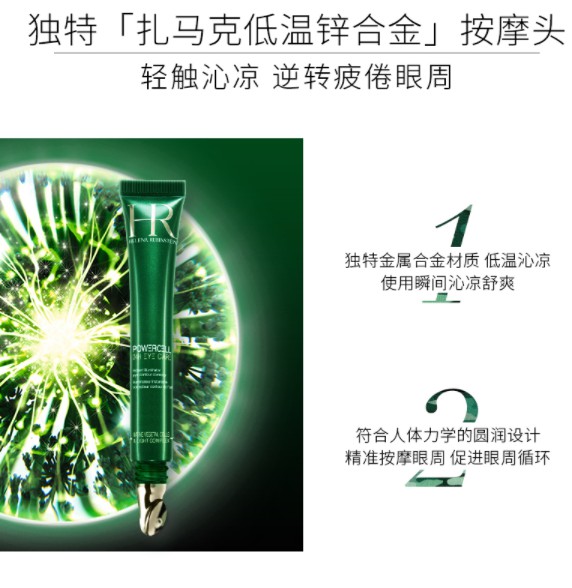 独特「扎马克低温锌合金」按摩头
轻触沁凉 逆转疲倦眼周
HR
HELENA RUBINSTEIN
POWERCELL
EYE CARE
1
独特金属合金材质 低温沁凉
使用瞬间沁凉舒爽
2
符合人体力学的圆润设计
精准按摩眼周 促进眼周循环